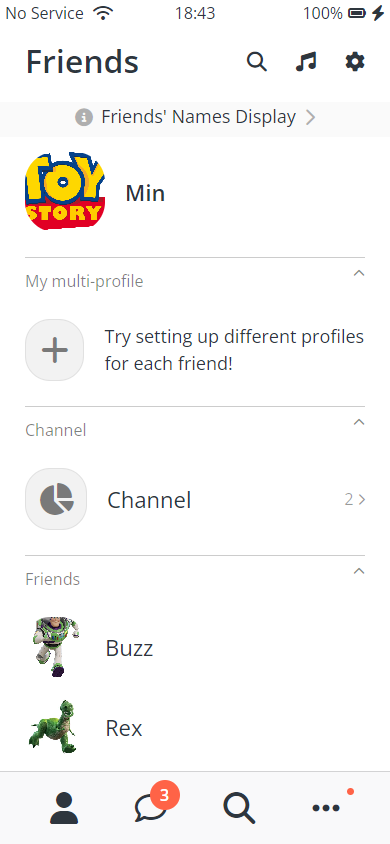 No Service 18:43 100%
Friends
Friends' Names Display
TOY
STORY
Min
My multi-profile
Try setting up different profiles
for each friend!
Channel
Channel 2
Friends
Buzz
Rex
3